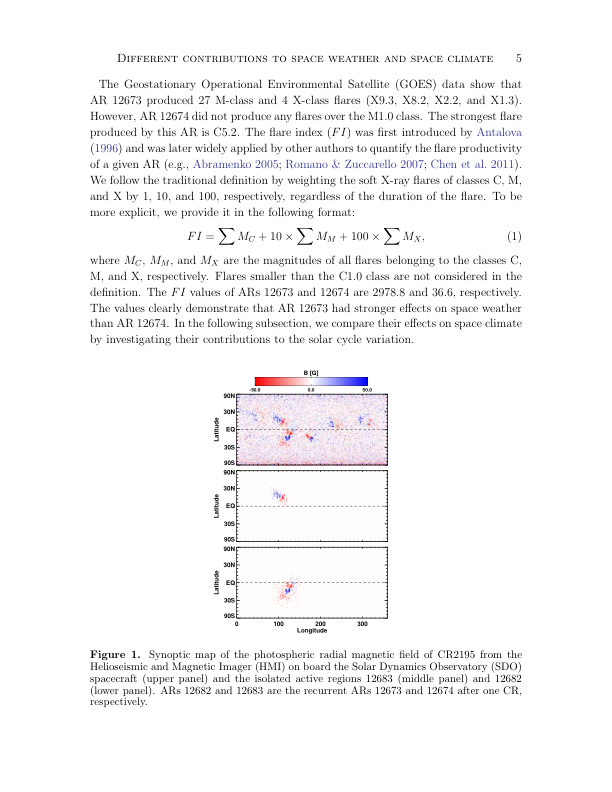 DIFFERENT CONTRIBUTIONS TO SPACE WEATHER AND SPACE CLIMATE 5
The Geostationary Operational Environmental Satellite (GOES) data show that
AR 12673 produced 27 M-class and 4 X-class flares (X9.3, X8.2, X2.2, and X1.3).
However, AR 12674 did not produce any flares over the M1.0 class. The strongest flare
produced by this AR is C5.2. The flare index (FI) was first introduced by Antalova
(1996) and was later widely applied by other authors to quantify the flare productivity
of a given AR (e.g., Abramenko 2005; Romano & Zuccarello 2007; Chen et al. 2011).
We follow the traditional definition by weighting the soft X-ray flares of classes C, M,
and X by 1, 10, and 100, respectively, regardless of the duration of the flare. To be
more explicit, we provide it in the following format:
FI = ∑ M_C + 10 × ∑ M_M + 100 × ∑ M_X, (1)
where M_C, M_M, and M_X are the magnitudes of all flares belonging to the classes C,
M, and X, respectively. Flares smaller than the C1.0 class are not considered in the
definition. The FI values of ARs 12673 and 12674 are 2978.8 and 36.6, respectively.
The values clearly demonstrate that AR 12673 had stronger effects on space weather
than AR 12674. In the following subsection, we compare their effects on space climate
by investigating their contributions to the solar cycle variation.
B [G]
-50.0 0.0 50.0
90N
30N
EQ
30S
90S
Latitude
90N
30N
EQ
30S
90S
Latitude
90N
30N
EQ
30S
90S
Latitude
0 100 200 300
Longitude
Figure 1. Synoptic map of the photospheric radial magnetic field of CR2195 from the
Helioseismic and Magnetic Imager (HMI) on board the Solar Dynamics Observatory (SDO)
spacecraft (upper panel) and the isolated active regions 12683 (middle panel) and 12682
(lower panel). ARs 12682 and 12683 are the recurrent ARs 12673 and 12674 after one CR,
respectively.